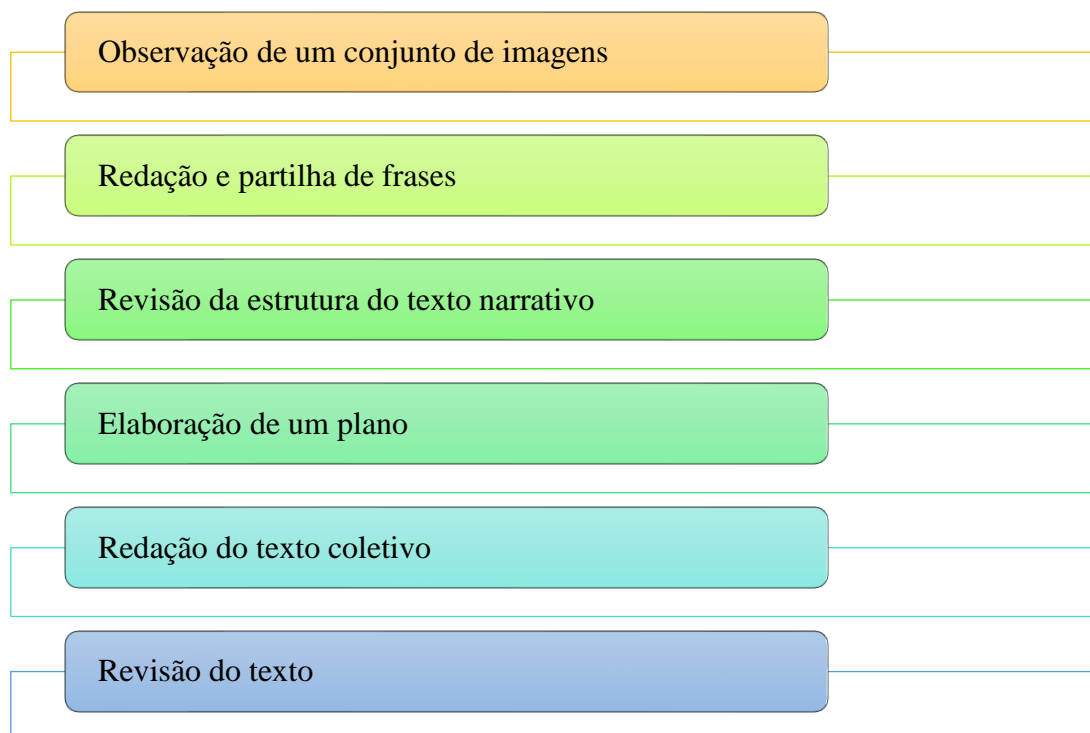 Observação de um conjunto de imagens
Redação e partilha de frases
Revisão da estrutura do texto narrativo
Elaboração de um plano
Redação do texto coletivo
Revisão do texto